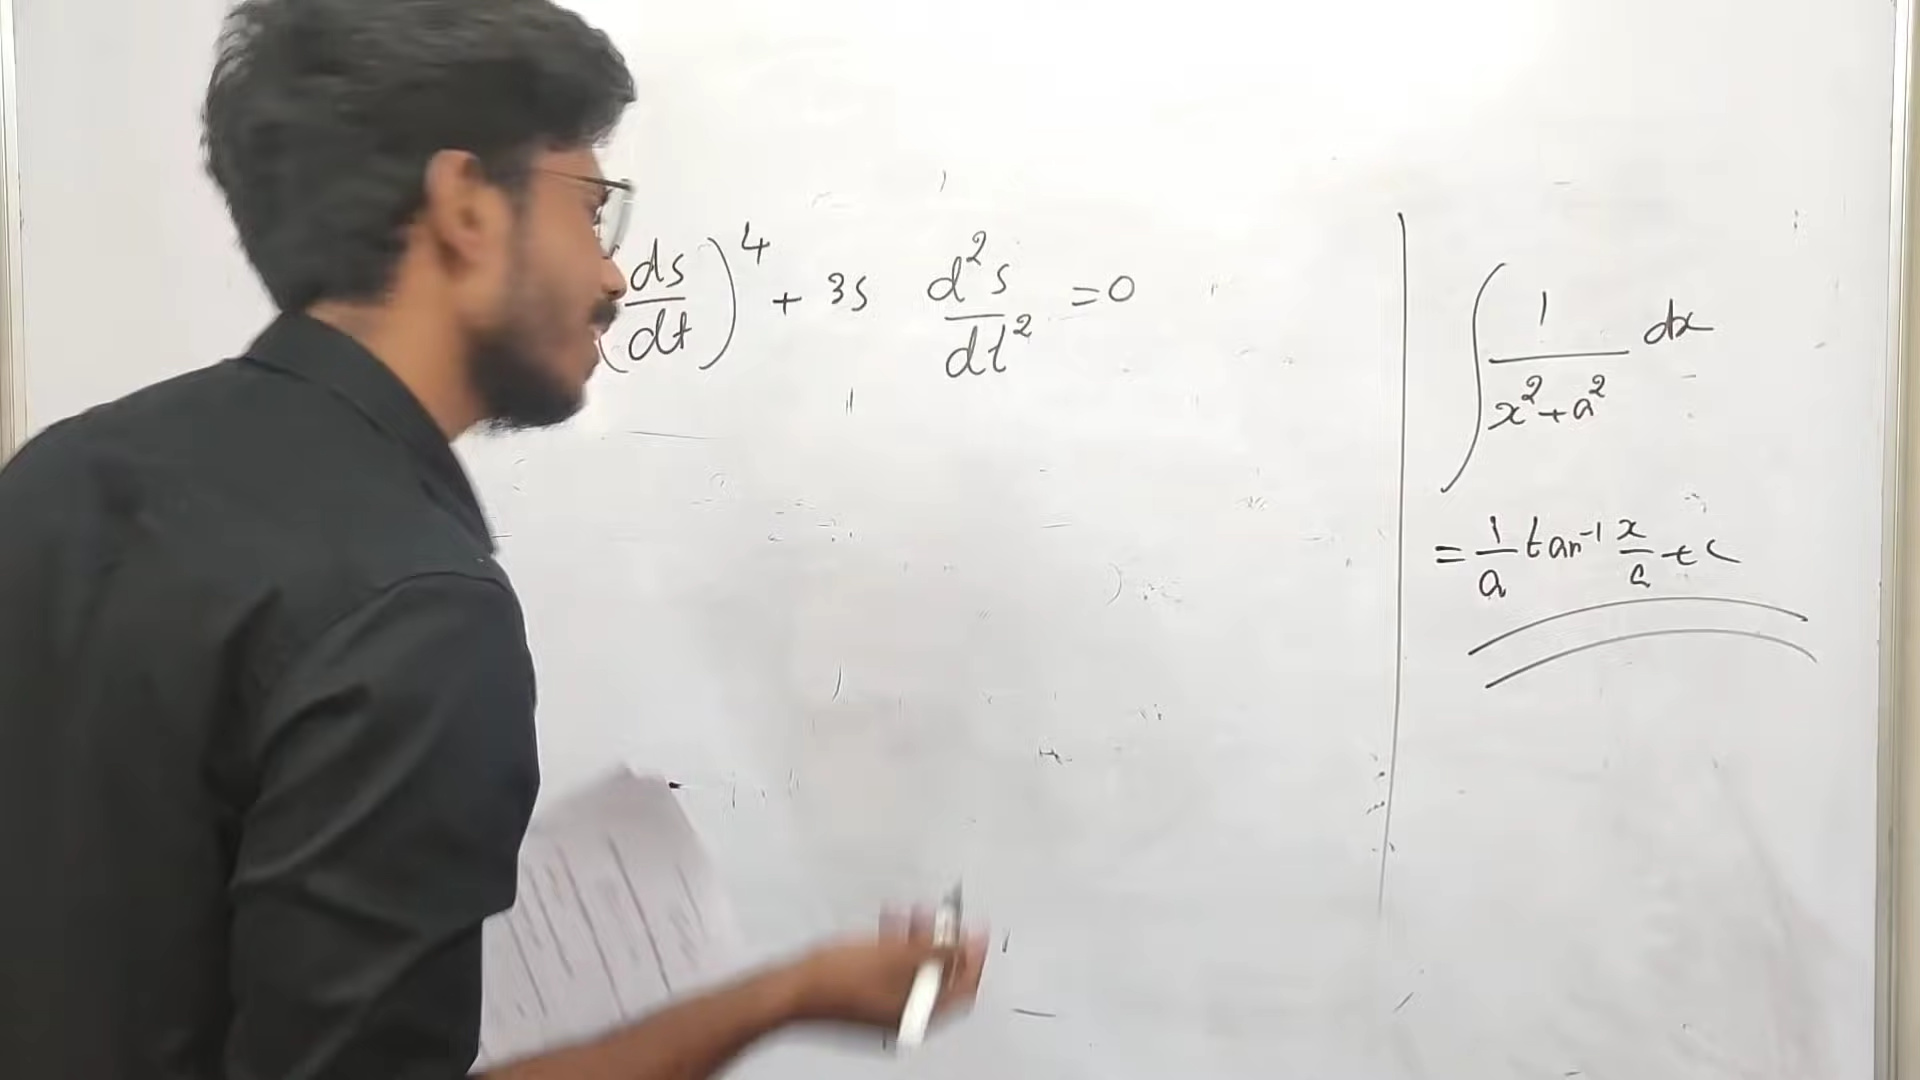 (ds/dt)^4 + 3s d^2s/dt^2 = 0
∫ 1/(x^2+a^2) dx
= 1/a tan^-1 x/a + c